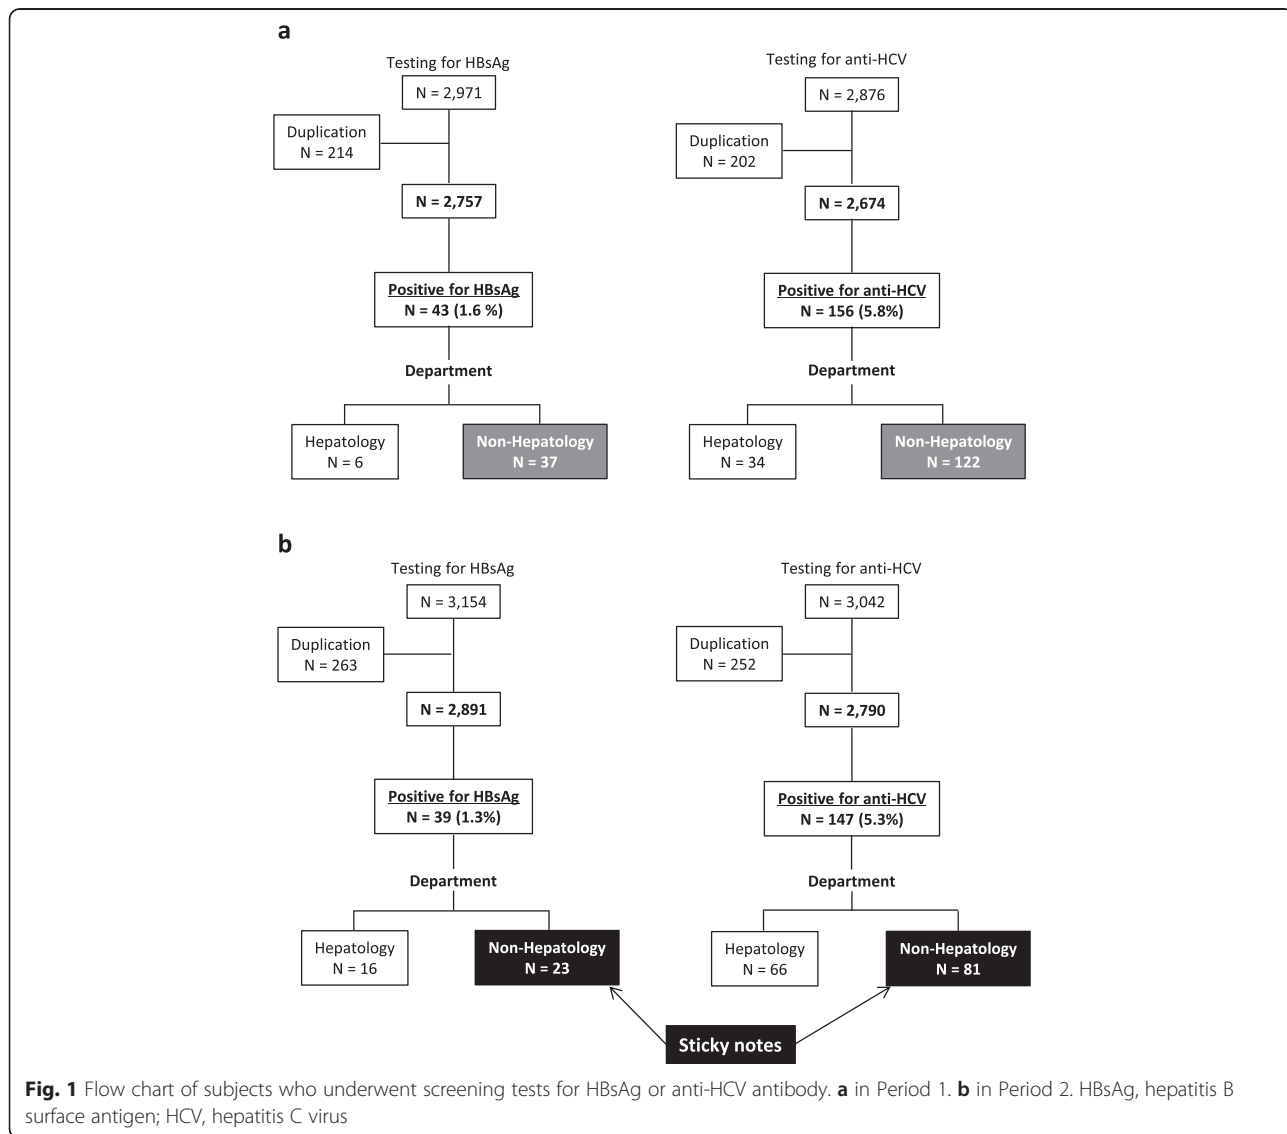 a
Testing for HBsAg
N = 2,971
Duplication
N = 214
N = 2,757
Positive for HBsAg
N = 43 (1.6 %)
Department
Hepatology
N = 6
Non-Hepatology
N = 37
Testing for anti-HCV
N = 2,876
Duplication
N = 202
N = 2,674
Positive for anti-HCV
N = 156 (5.8%)
Department
Hepatology
N = 34
Non-Hepatology
N = 122
b
Testing for HBsAg
N = 3,154
Duplication
N = 263
N = 2,891
Positive for HBsAg
N = 39 (1.3%)
Department
Hepatology
N = 16
Non-Hepatology
N = 23
Testing for anti-HCV
N = 3,042
Duplication
N = 252
N = 2,790
Positive for anti-HCV
N = 147 (5.3%)
Department
Hepatology
N = 66
Non-Hepatology
N = 81
Sticky notes
Fig. 1 Flow chart of subjects who underwent screening tests for HBsAg or anti-HCV antibody. a in Period 1. b in Period 2. HBsAg, hepatitis B
surface antigen; HCV, hepatitis C virus